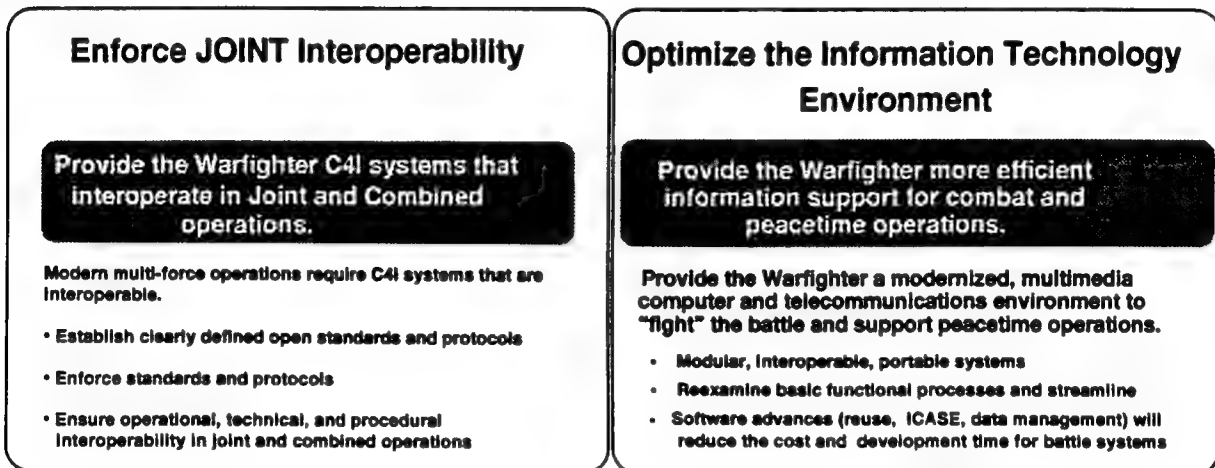 Enforce JOINT Interoperability
Provide the Warfighter C4I systems that
interoperate in Joint and Combined
operations.
Modern multi-force operations require C4I systems that are
interoperable.
• Establish clearly defined open standards and protocols
• Enforce standards and protocols
• Ensure operational, technical, and procedural
interoperability in joint and combined operations
Optimize the Information Technology
Environment
Provide the Warfighter more efficient
information support for combat and
peacetime operations.
Provide the Warfighter a modernized, multimedia
computer and telecommunications environment to
"fight" the battle and support peacetime operations.
• Modular, interoperable, portable systems
• Reexamine basic functional processes and streamline
• Software advances (reuse, ICASE, data management) will
reduce the cost and development time for battle systems